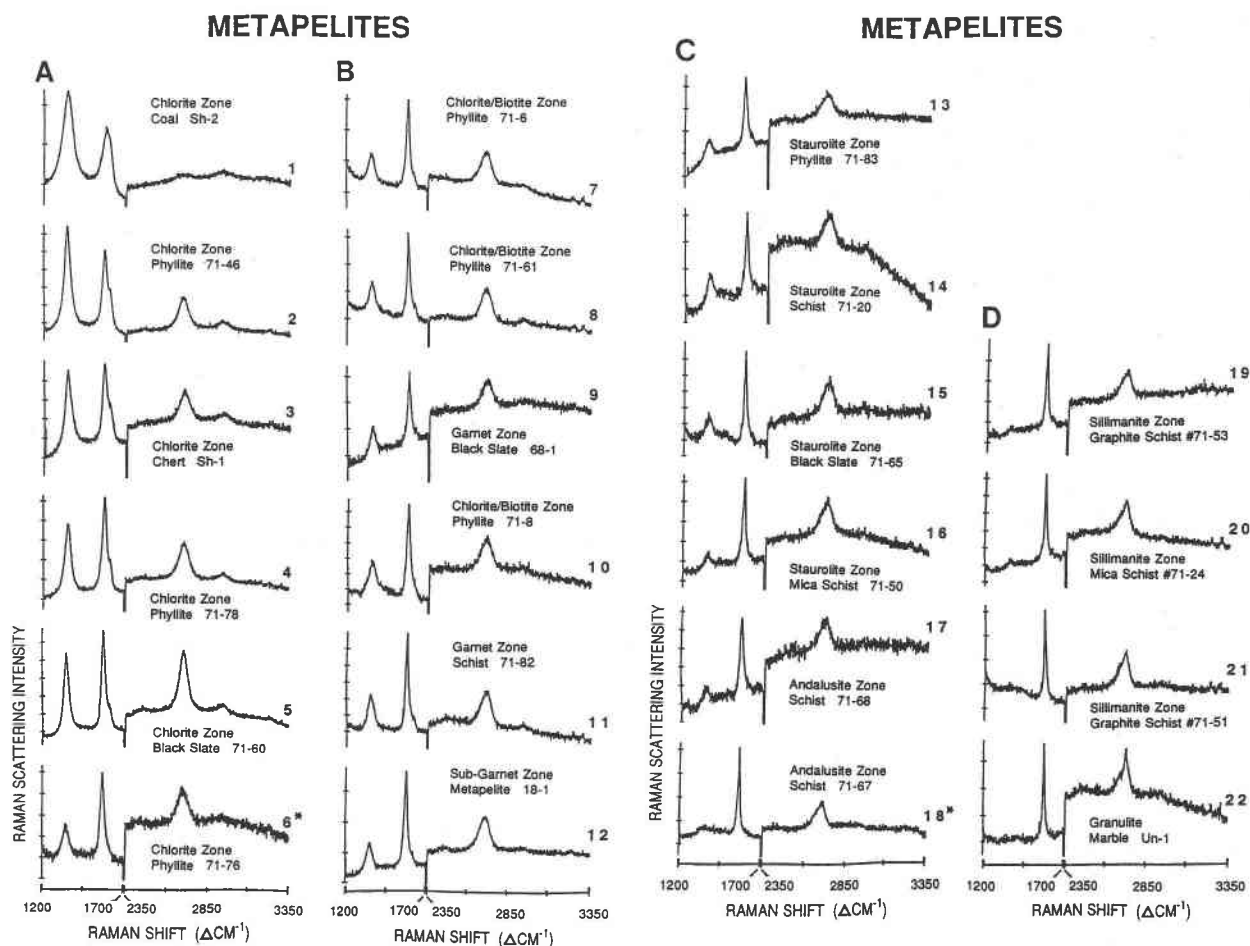 METAPELITES
METAPELITES
A
Chlorite Zone
Coal Sh-2
1
Chlorite Zone
Phyllite 71-46
2
3
Chlorite Zone
Chert Sh-1
4
Chlorite Zone
Phyllite 71-78
5
Chlorite Zone
Black Slate 71-60
6*
Chlorite Zone
Phyllite 71-76
1200 1700 2350 2850 3350
RAMAN SHIFT (ΔCM-1)
RAMAN SCATTERING INTENSITY
B
Chlorite/Biotite Zone
Phyllite 71-6
7
Chlorite/Biotite Zone
Phyllite 71-61
8
9
Garnet Zone
Black Slate 68-1
Chlorite/Biotite Zone
Phyllite 71-8
10
Garnet Zone
Schist 71-82
11
Sub-Garnet Zone
Metapelite 18-1
12
1200 1700 2350 2850 3350
RAMAN SHIFT (ΔCM-1)
C
13
Staurolite Zone
Phyllite 71-83
14
Staurolite Zone
Schist 71-20
15
Staurolite Zone
Black Slate 71-65
16
Staurolite Zone
Mica Schist 71-50
17
Andalusite Zone
Schist 71-68
Andalusite Zone
Schist 71-67
18*
1200 1700 2350 2850 3350
RAMAN SHIFT (ΔCM-1)
RAMAN SCATTERING INTENSITY
D
19
Sillimanite Zone
Graphite Schist #71-53
20
Sillimanite Zone
Mica Schist #71-24
21
Sillimanite Zone
Graphite Schist #71-51
22
Granulite
Marble Un-1
1200 1700 2350 2850 3350
RAMAN SHIFT (ΔCM-1)